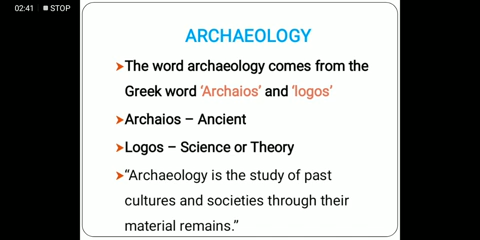 02:41 STOP
ARCHAEOLOGY
➤The word archaeology comes from the
Greek word ‘Archaios’ and ‘logos’
➤Archaios – Ancient
➤Logos – Science or Theory
➤“Archaeology is the study of past
cultures and societies through their
material remains.”